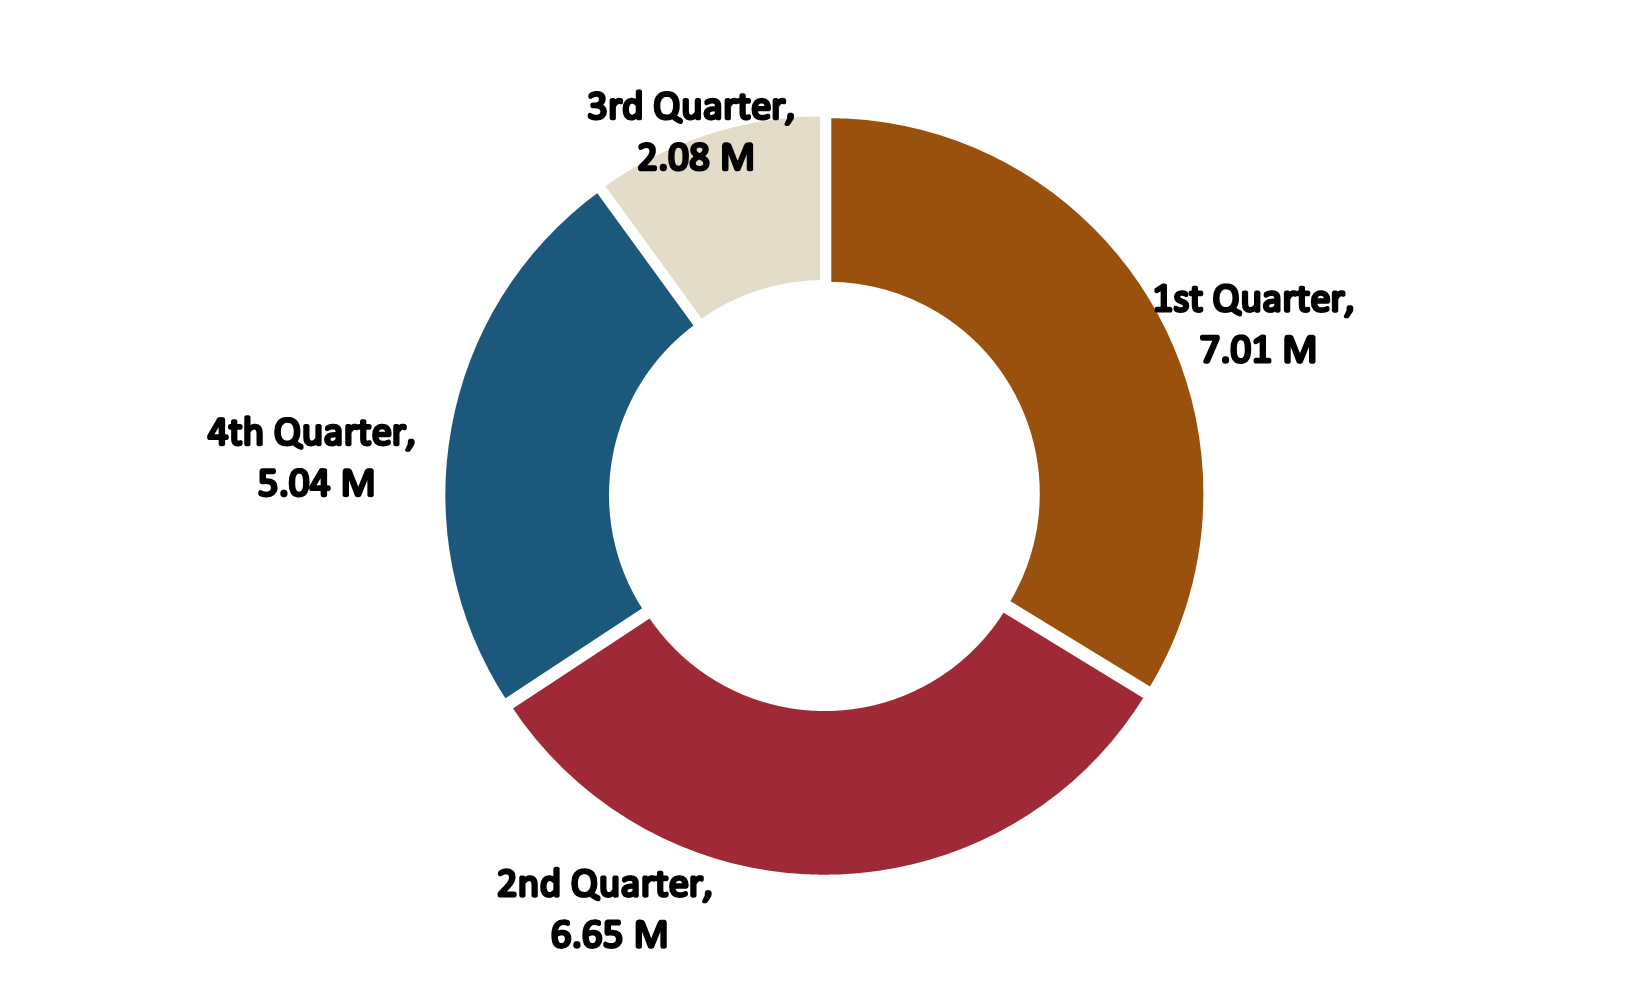 3rd Quarter,
2.08 M
1st Quarter,
7.01 M
4th Quarter,
5.04 M
2nd Quarter,
6.65 M